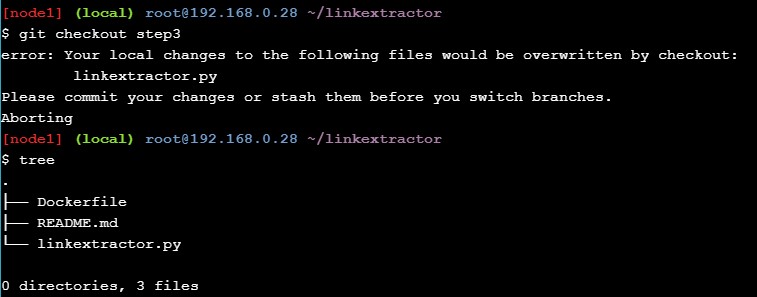 [node1] (local) root@192.168.0.28 ~/linkextractor
$ git checkout step3
error: Your local changes to the following files would be overwritten by checkout:
        linkextractor.py
Please commit your changes or stash them before you switch branches.
Aborting
[node1] (local) root@192.168.0.28 ~/linkextractor
$ tree
.
├── Dockerfile
├── README.md
└── linkextractor.py

0 directories, 3 files